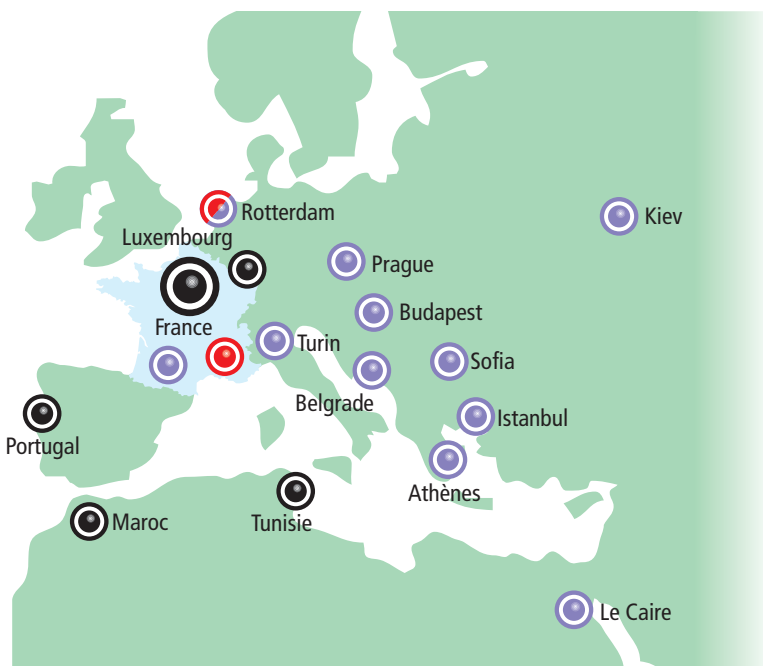 Rotterdam
Kiev
Luxembourg
Prague
Budapest
France
Turin
Sofia
Belgrade
Istanbul
Portugal
Athènes
Maroc
Tunisie
Le Caire